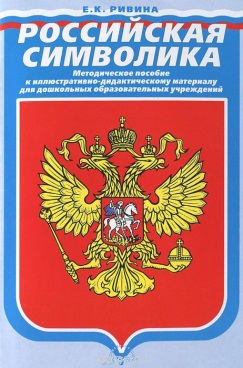 Е.К. РИВИНА
РОССИЙСКАЯ
СИМВОЛИКА
Методическое пособие
к иллюстративно-дидактическому материалу
для дошкольных образовательных учреждений